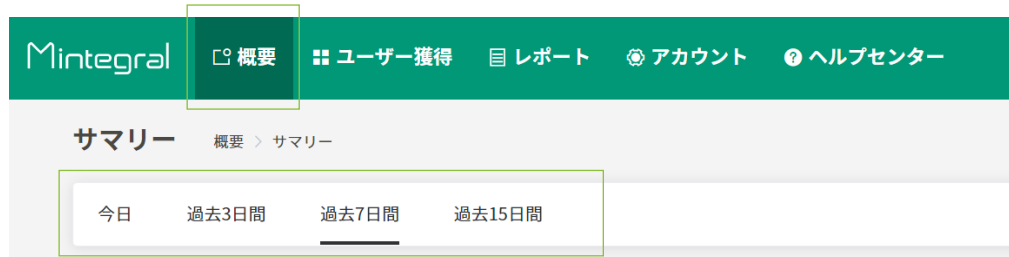 Mintegral 概要 ユーザー獲得 レポート アカウント ヘルプセンター
サマリー 概要 > サマリー
今日 過去3日間 過去7日間 過去15日間